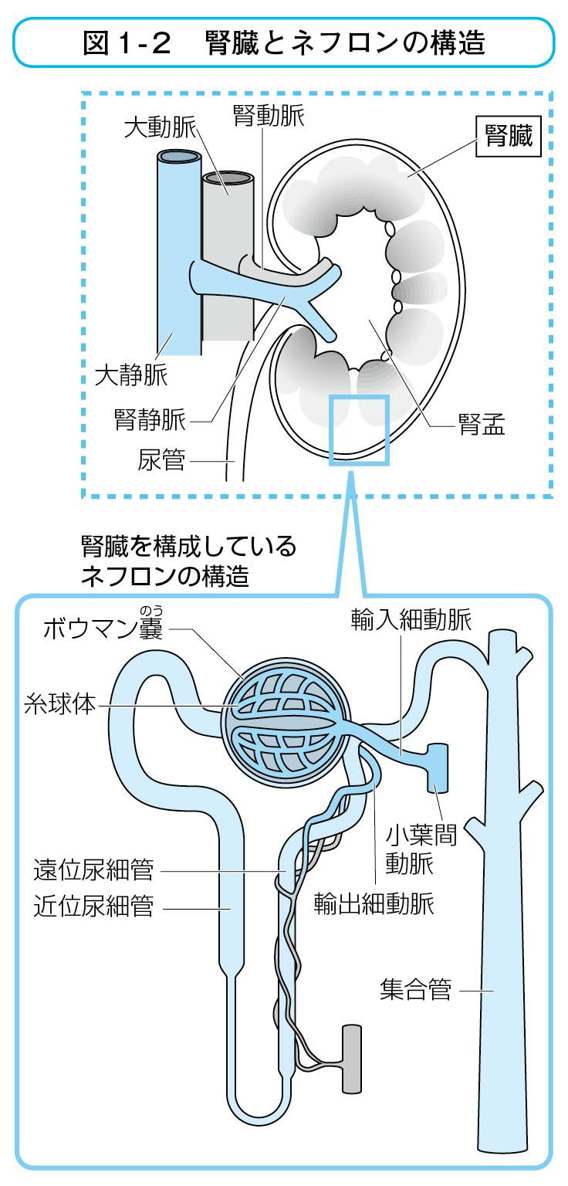 図1-2 腎臓とネフロンの構造
大動脈
腎動脈
腎臓
大静脈
腎静脈
尿管
腎盂
腎臓を構成している
ネフロンの構造
ボウマン嚢
のう
輸入細動脈
糸球体
小葉間
動脈
遠位尿細管
近位尿細管
輸出細動脈
集合管